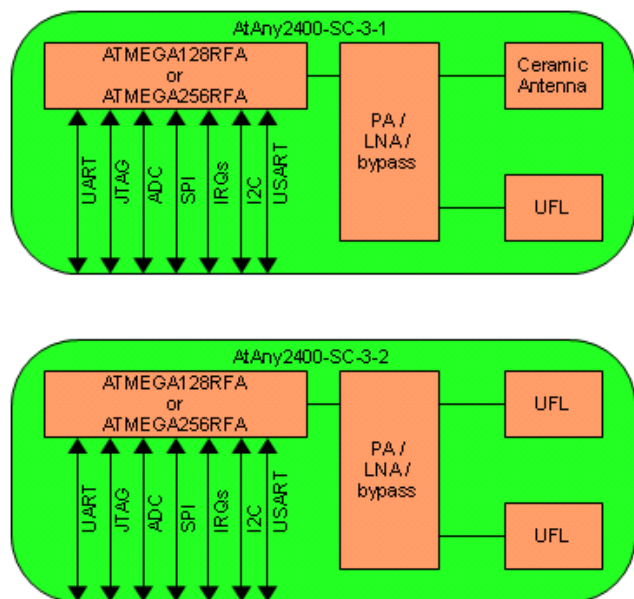 AtAny2400-SC-3-1
ATMEGA128RFA
or
ATMEGA256RFA
PA /
LNA /
bypass
Ceramic
Antenna
UFL
UART
JTAG
ADC
SPI
IRQs
I2C
USART
AtAny2400-SC-3-2
ATMEGA128RFA
or
ATMEGA256RFA
PA /
LNA /
bypass
UFL
UFL
UART
JTAG
ADC
SPI
IRQs
I2C
USART